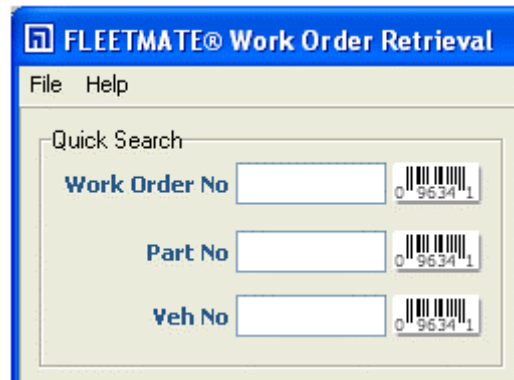 FLEETMATE® Work Order Retrieval
File Help
Quick Search
Work Order No 0 9634 1
Part No 0 9634 1
Veh No 0 9634 1